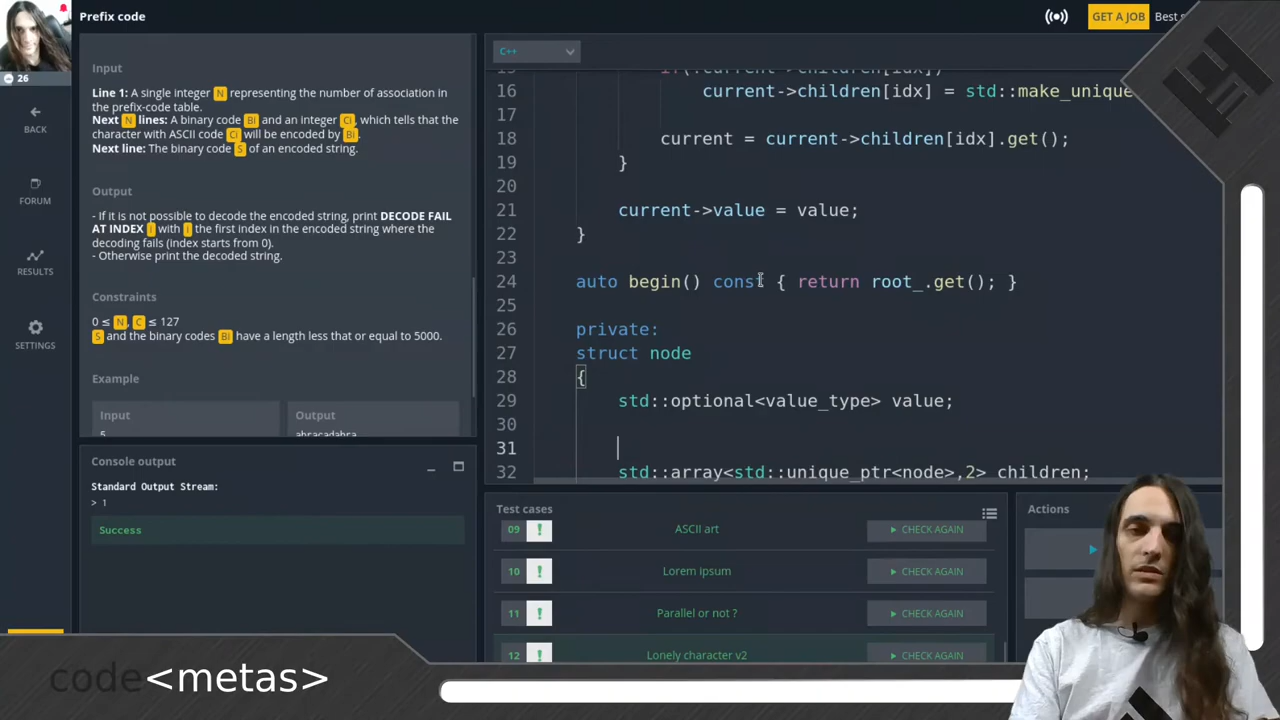 Prefix code
GET A JOB
Best
26
BACK
FORUM
RESULTS
SETTINGS
Input
Line 1: A single integer N representing the number of association in
the prefix-code table.
Next N lines: A binary code Bi and an integer Ci, which tells that the
character with ASCII code Ci will be encoded by Bi.
Next line: The binary code S of an encoded string.
Output
- If it is not possible to decode the encoded string, print DECODE FAIL
AT INDEX i with i the first index in the encoded string where the
decoding fails (index starts from 0).
- Otherwise print the decoded string.
Constraints
0 ≤ N, C ≤ 127
S and the binary codes Bi have a length less that or equal to 5000.
Example
Input
Output
5
abracadabra
Console output
Standard Output Stream:
> 1
Success
C++
15 if(!current->children[idx])
16 current->children[idx] = std::make_unique
17
18 current = current->children[idx].get();
19 }
20
21 current->value = value;
22 }
23
24 auto begin() const { return root_.get(); }
25
26 private:
27 struct node
28 {
29 std::optional<value_type> value;
30
31
32 std::array<std::unique_ptr<node>,2> children;
Test cases
09 ! ASCII art CHECK AGAIN
10 ! Lorem ipsum CHECK AGAIN
11 ! Parallel or not ? CHECK AGAIN
12 ! Lonely character v2 CHECK AGAIN
Actions
code<metas>